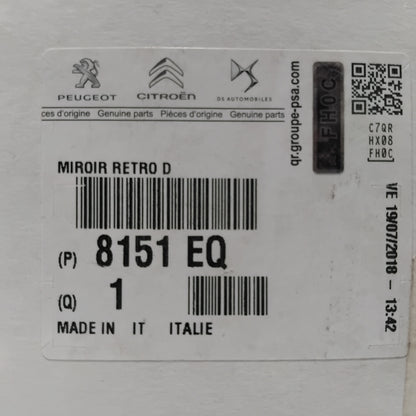 PEUGEOT
CITROËN
DS AUTOMOBILES
ces d'origine Genuine parts Pièces d'origine Genuine parts
MIROIR RETRO D
(P) 8151 EQ
(Q) 1
MADE IN IT ITALIE
qr.groupe-psa.com
FH0C
C7QR
HX08
[FH0C]
VE 19/07/2018 - 13:42